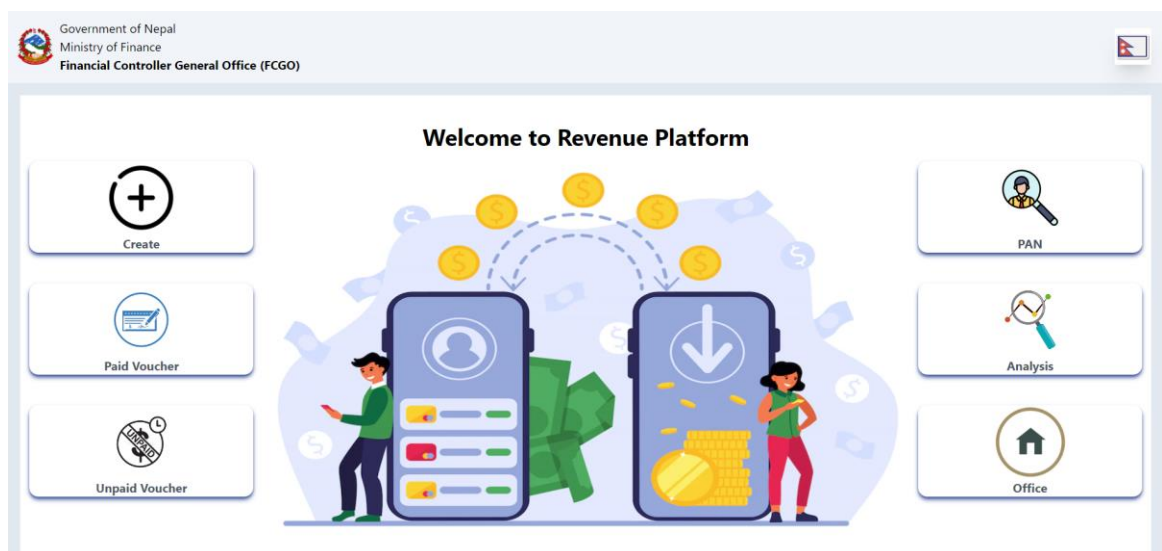 Government of Nepal
Ministry of Finance
Financial Controller General Office (FCGO)
Welcome to Revenue Platform
Create
PAN
Paid Voucher
Analysis
UNPAID
Unpaid Voucher
Office